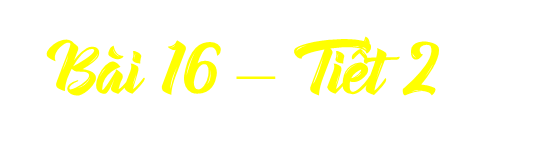 Bài 16 – Tiết 2